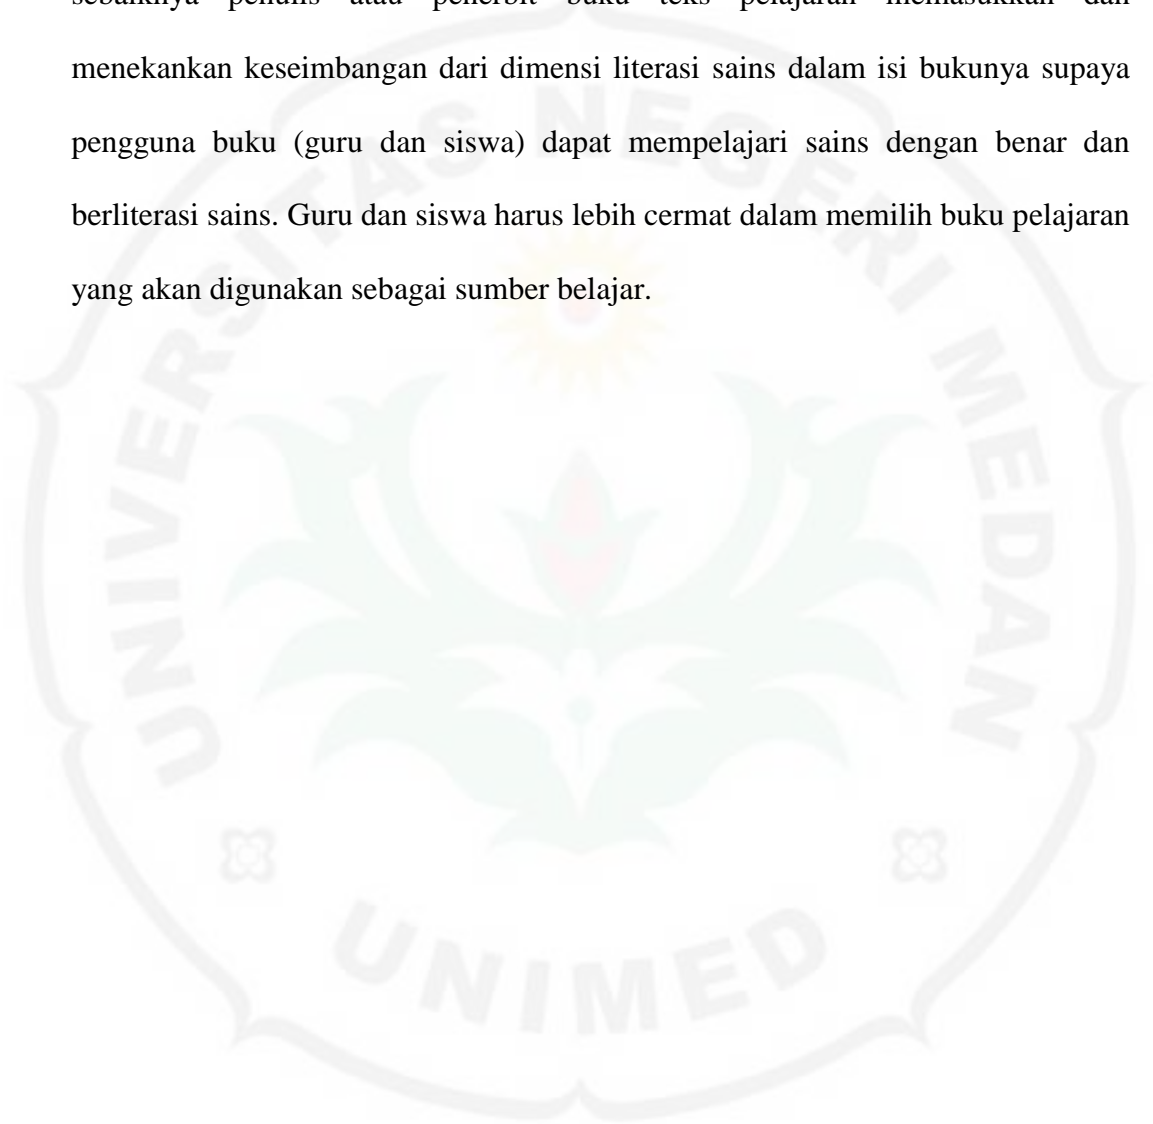 sebaiknya penulis atau penerbit buku teks pelajaran memasukkan dan
menekankan keseimbangan dari dimensi literasi sains dalam isi bukunya supaya
pengguna buku (guru dan siswa) dapat mempelajari sains dengan benar dan
berliterasi sains. Guru dan siswa harus lebih cermat dalam memilih buku pelajaran
yang akan digunakan sebagai sumber belajar.
UNIVERSITAS NEGERI MEDAN
UNIMED